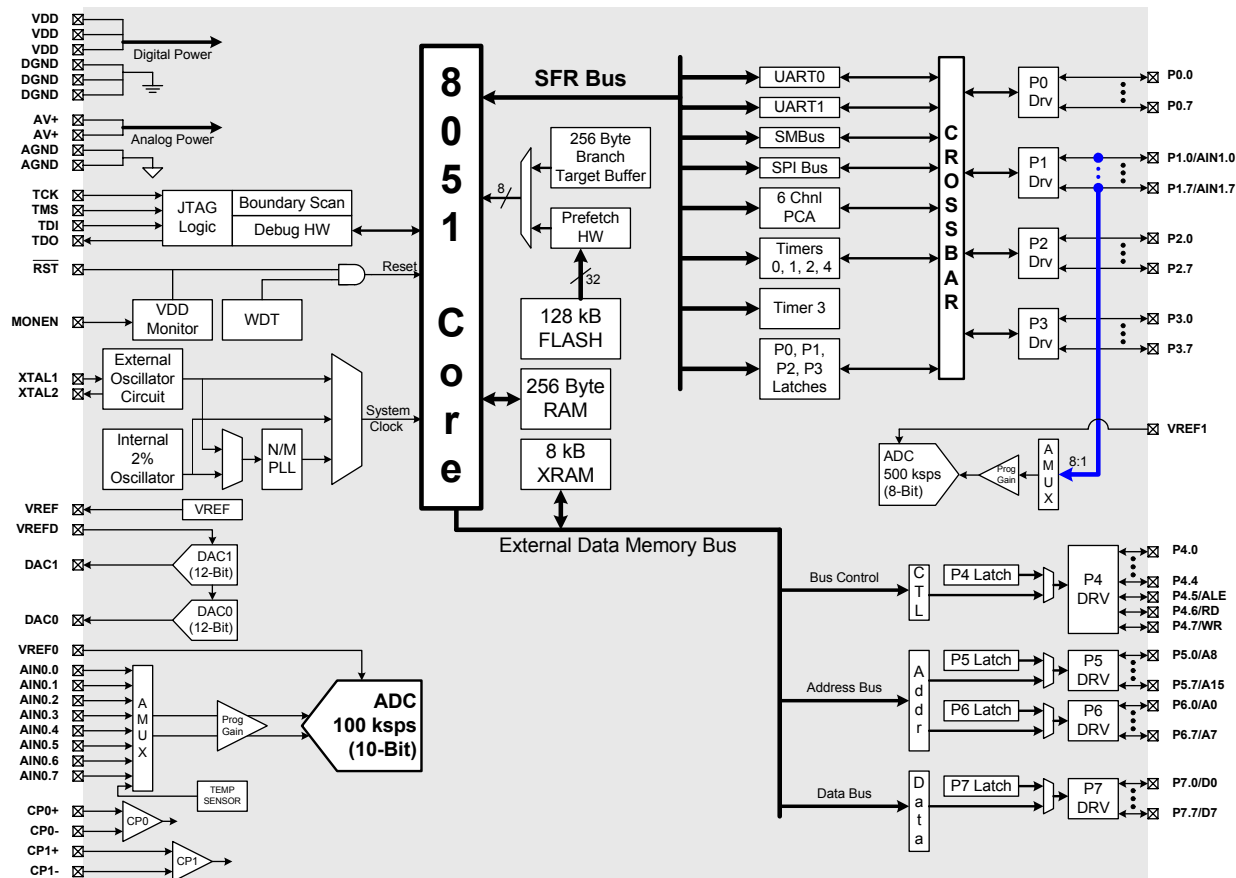 VDD
VDD
VDD
Digital Power
DGND
DGND
DGND
AV+
AV+
Analog Power
AGND
AGND
TCK
TMS
TDI
TDO
JTAG
Logic
Boundary Scan
Debug HW
RST
Reset
MONEN
VDD
Monitor
WDT
XTAL1
XTAL2
External
Oscillator
Circuit
Internal
2%
Oscillator
N/M
PLL
System
Clock
VREF
VREF
VREFD
DAC1
DAC1
(12-Bit)
DAC0
DAC0
(12-Bit)
VREF0
AIN0.0
AIN0.1
AIN0.2
AIN0.3
AIN0.4
AIN0.5
AIN0.6
AIN0.7
AMUX
Prog
Gain
ADC
100 ksps
(10-Bit)
TEMP
SENSOR
CP0+
CP0-
CP0
CP1+
CP1-
CP1
8051 Core
SFR Bus
256 Byte
Branch
Target Buffer
8
Prefetch
HW
32
128 kB
FLASH
256 Byte
RAM
8 kB
XRAM
External Data Memory Bus
UART0
UART1
SMBus
SPI Bus
6 Chnl
PCA
Timers
0, 1, 2, 4
Timer 3
P0, P1,
P2, P3
Latches
CROSSBAR
P0
Drv
P0.0
P0.7
P1
Drv
P1.0/AIN1.0
P1.7/AIN1.7
P2
Drv
P2.0
P2.7
P3
Drv
P3.0
P3.7
VREF1
ADC
500 ksps
(8-Bit)
Prog
Gain
AMUX
8:1
Bus Control
CTL
P4 Latch
P4
DRV
P4.0
P4.4
P4.5/ALE
P4.6/RD
P4.7/WR
Address Bus
Addr
P5 Latch
P5
DRV
P5.0/A8
P5.7/A15
P6 Latch
P6
DRV
P6.0/A0
P6.7/A7
Data Bus
Data
P7 Latch
P7
DRV
P7.0/D0
P7.7/D7